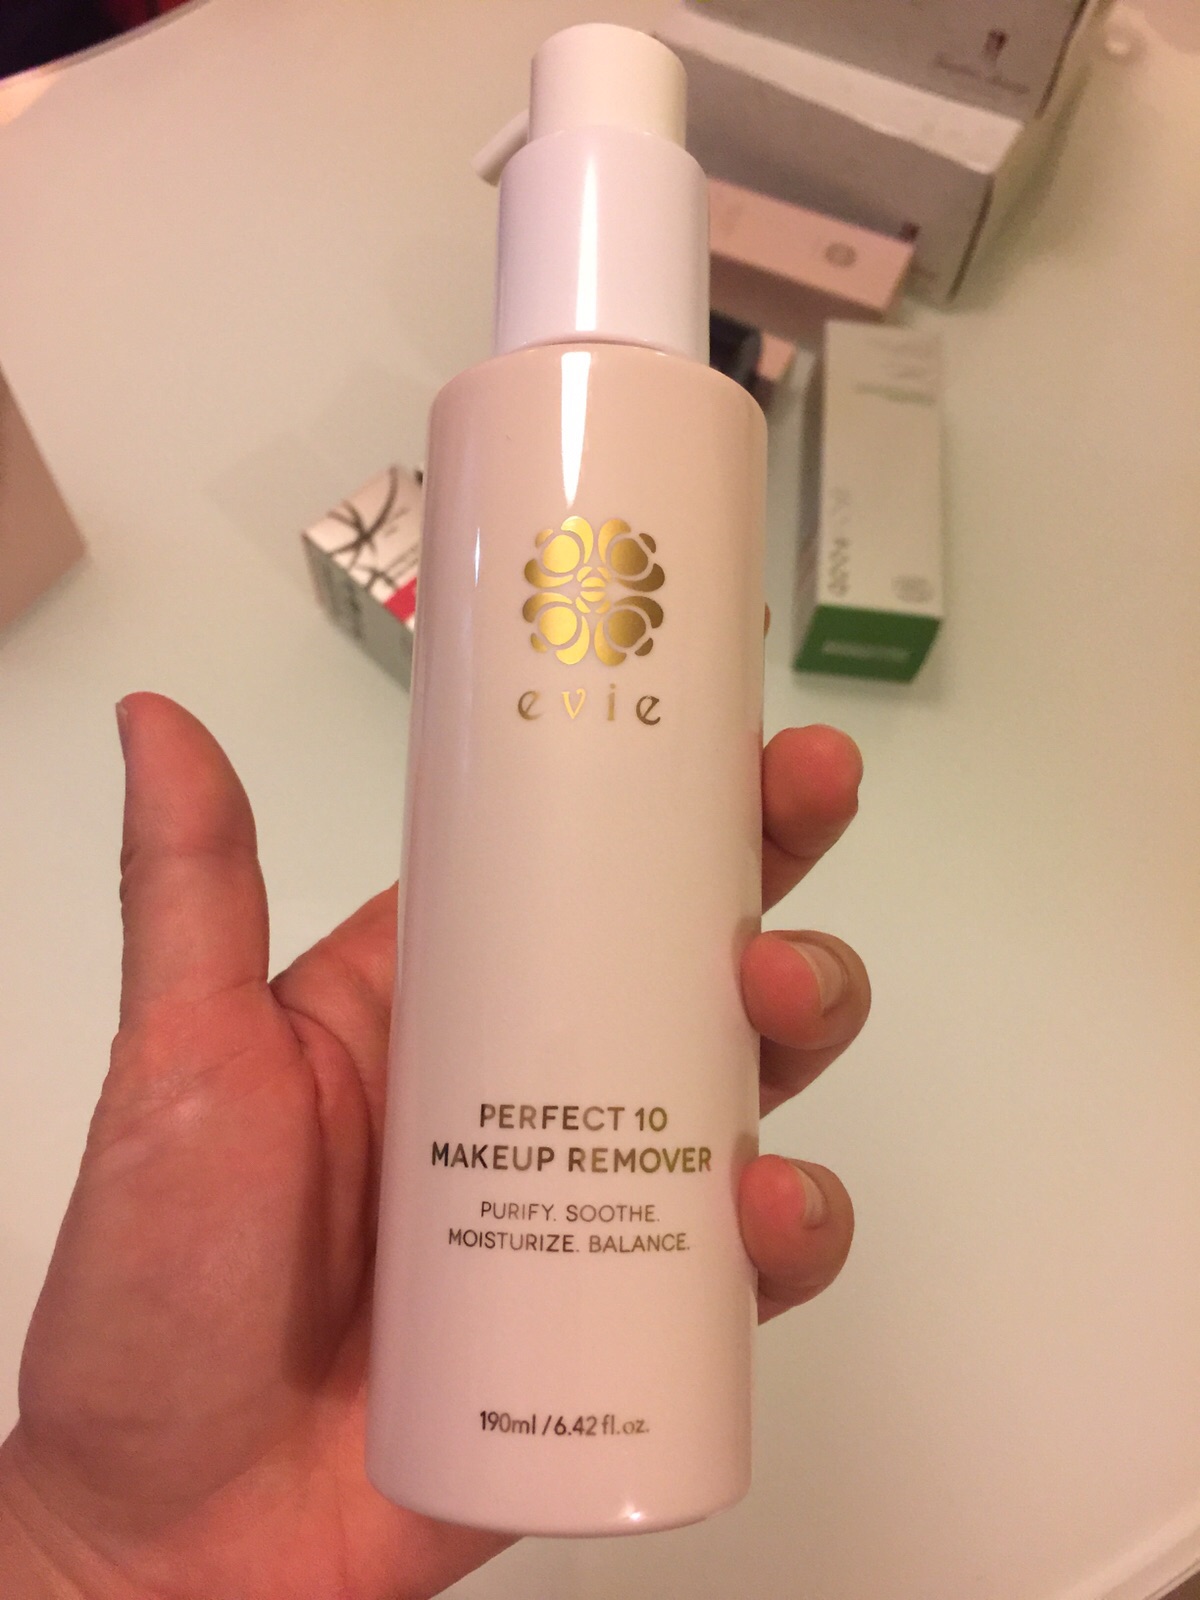 evie
PERFECT 10
MAKEUP REMOVER
PURIFY. SOOTHE.
MOISTURIZE. BALANCE.
190ml / 6.42 fl.oz.